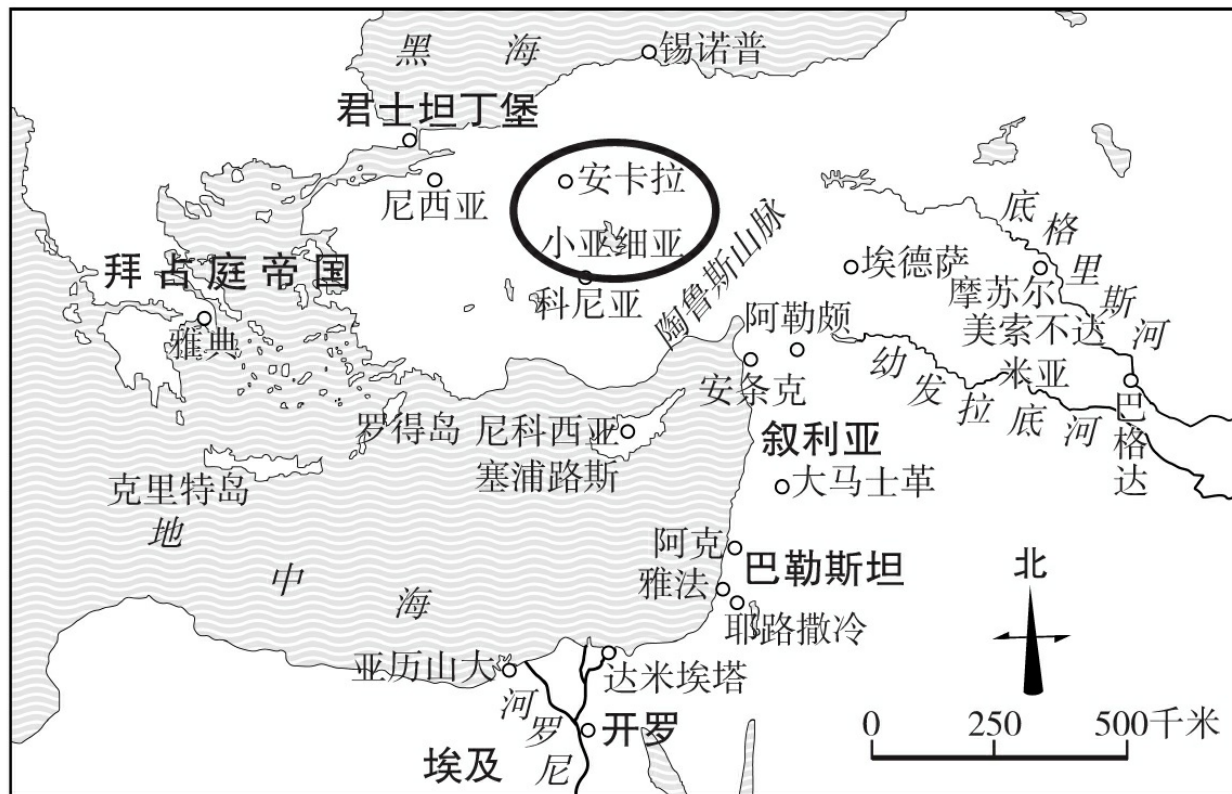 黑海
锡诺普
君士坦丁堡
安卡拉
尼西亚
小亚细亚
科尼亚
陶鲁斯山脉
拜占庭帝国
雅典
埃德萨
底格里斯河
摩苏尔
美索不达
米亚
阿勒颇
安条克
幼发拉底河
巴格达
罗得岛
尼科西亚
塞浦路斯
叙利亚
大马士革
克里特岛
地中海
阿克
巴勒斯坦
雅法
耶路撒冷
北
亚历山大
达米埃塔
河罗尼
开罗
埃及
0 250 500千米